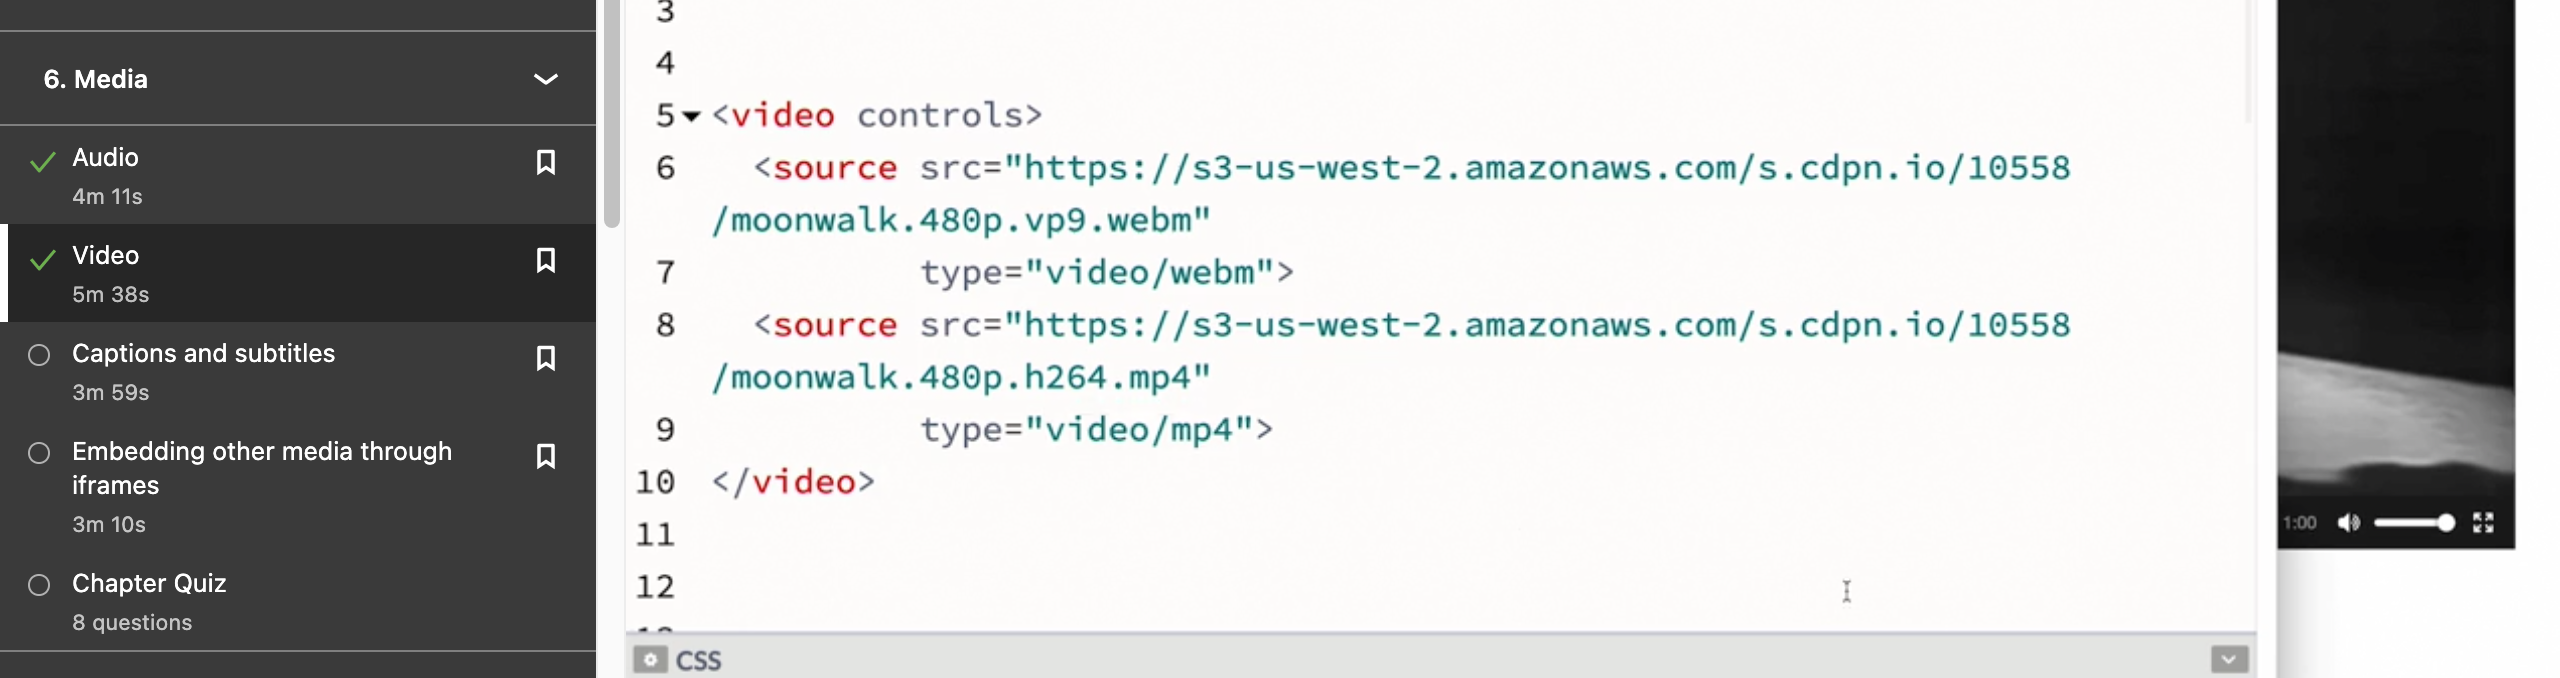 6. Media
Audio
4m 11s
Video
5m 38s
Captions and subtitles
3m 59s
Embedding other media through
iframes
3m 10s
Chapter Quiz
8 questions
3
4
5 <video controls>
6 <source src="https://s3-us-west-2.amazonaws.com/s.cdpn.io/10558
/moonwalk.480p.vp9.webm"
7 type="video/webm">
8 <source src="https://s3-us-west-2.amazonaws.com/s.cdpn.io/10558
/moonwalk.480p.h264.mp4"
9 type="video/mp4">
10 </video>
11
12
CSS
1:00